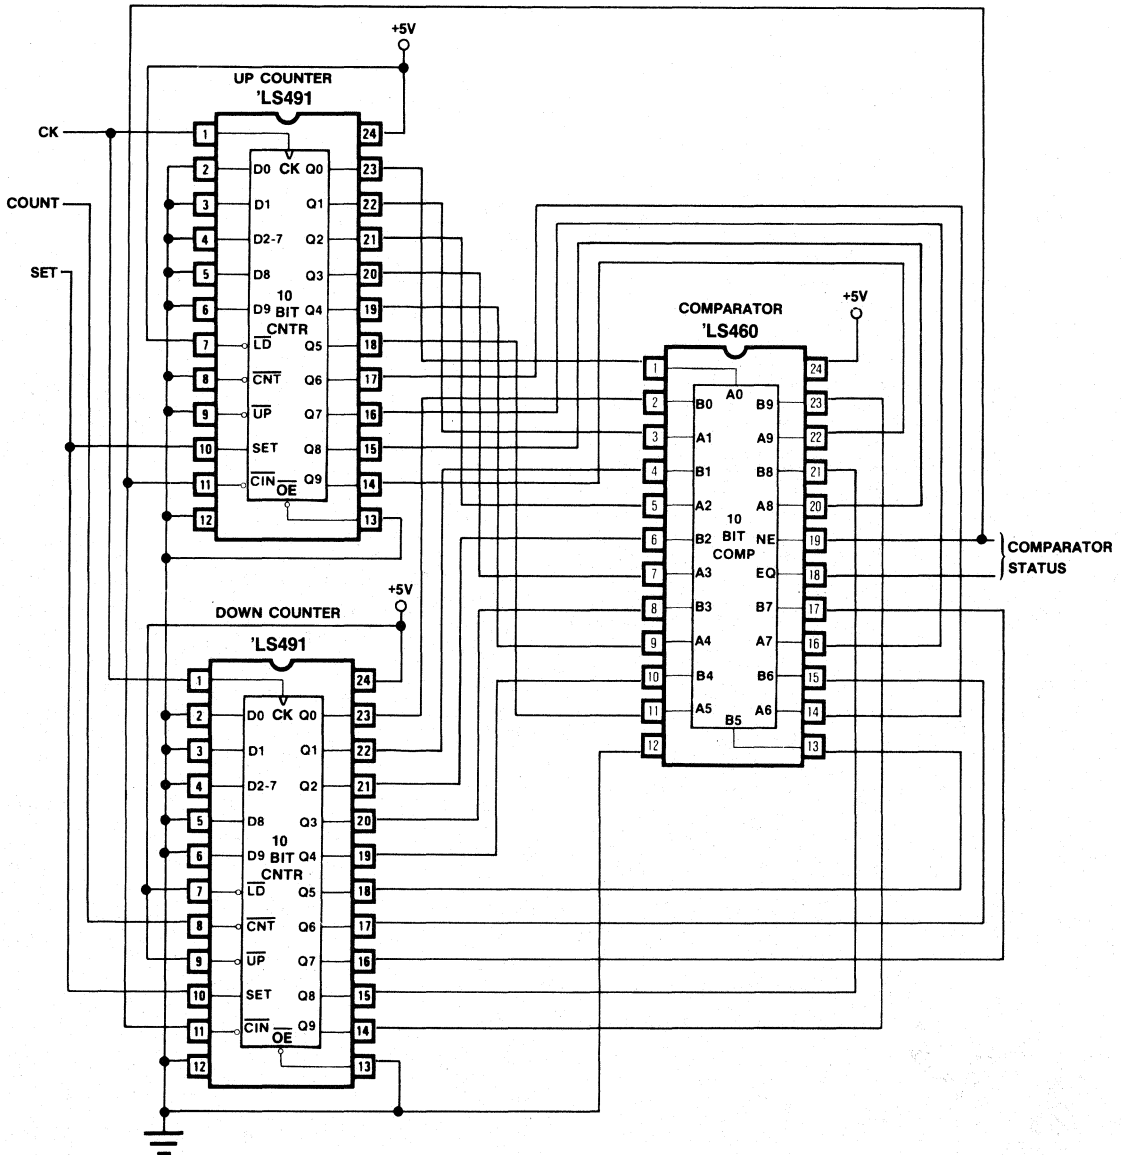 +5V
UP COUNTER
'LS491
CK
COUNT
SET
1 24
2 D0 CK Q0 23
3 D1 Q1 22
4 D2-7 Q2 21
5 D8 Q3 20
6 D9 Q4 19
10
BIT
CNTR
7 LD Q5 18
8 CNT Q6 17
9 UP Q7 16
10 SET Q8 15
11 CIN Q9 14
OE
12 13
+5V
COMPARATOR
'LS460
1 A0 24
2 B0 B9 23
3 A1 A9 22
4 B1 B8 21
5 A2 A8 20
10
BIT
COMP
6 B2 NE 19
7 A3 EQ 18
8 B3 B7 17
9 A4 A7 16
10 B4 B6 15
11 A5 A6 14
B5
12 13
COMPARATOR
STATUS
+5V
DOWN COUNTER
'LS491
1 24
2 D0 CK Q0 23
3 D1 Q1 22
4 D2-7 Q2 21
5 D8 Q3 20
6 D9 Q4 19
10
BIT
CNTR
7 LD Q5 18
8 CNT Q6 17
9 UP Q7 16
10 SET Q8 15
11 CIN Q9 14
OE
12 13